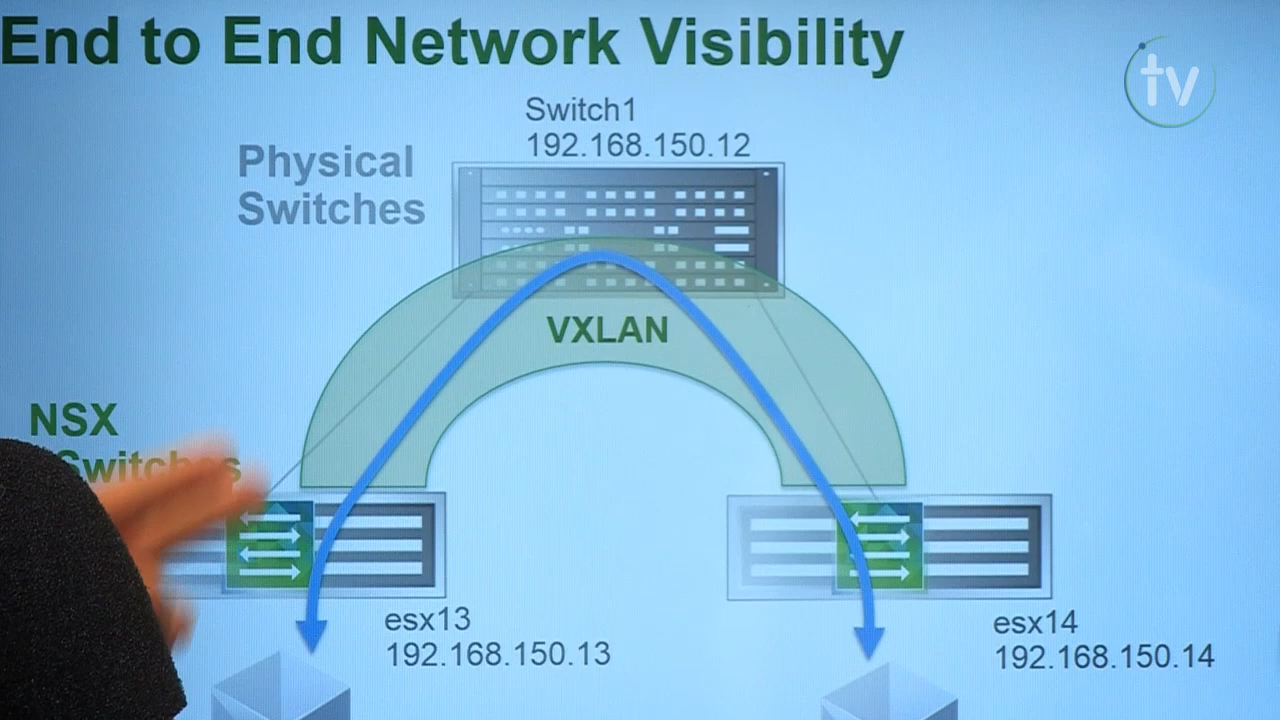 End to End Network Visibility
tv
Switch1
192.168.150.12
Physical
Switches
VXLAN
NSX
Switches
esx13
192.168.150.13
esx14
192.168.150.14